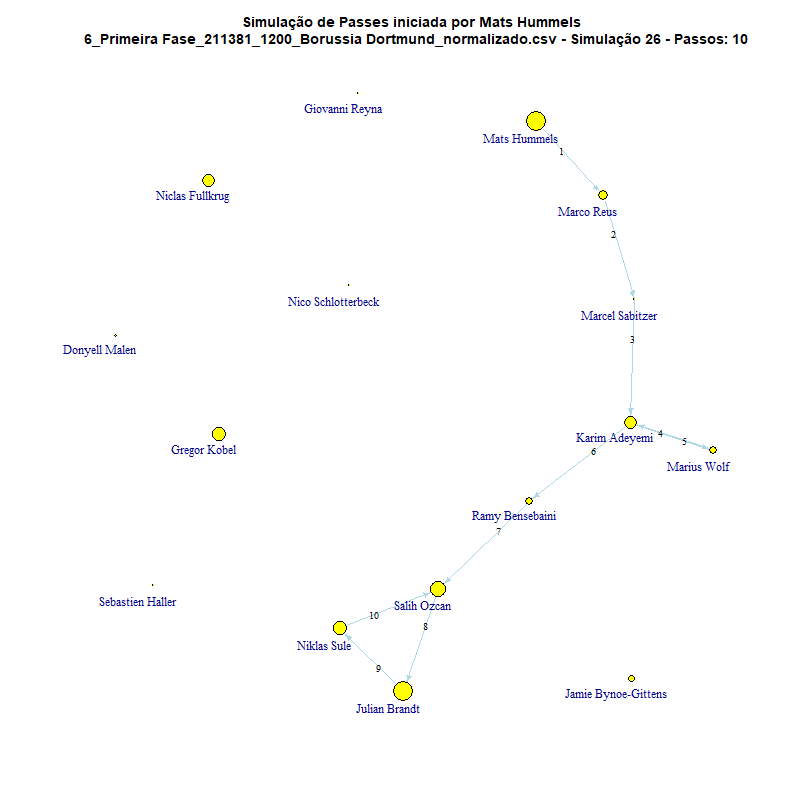 Simulação de Passes iniciada por Mats Hummels
6_Primeira Fase_211381_1200_Borussia Dortmund_normalizado.csv - Simulação 26 - Passos: 10
Giovanni Reyna
Mats Hummels
1
Niclas Fullkrug
Marco Reus
2
Nico Schlotterbeck
Marcel Sabitzer
3
Donyell Malen
Karim Adeyemi
4
5
Gregor Kobel
6
Marius Wolf
Ramy Bensebaini
7
Sebastien Haller
Salih Ozcan
10
8
Niklas Sule
9
Jamie Bynoe-Gittens
Julian Brandt